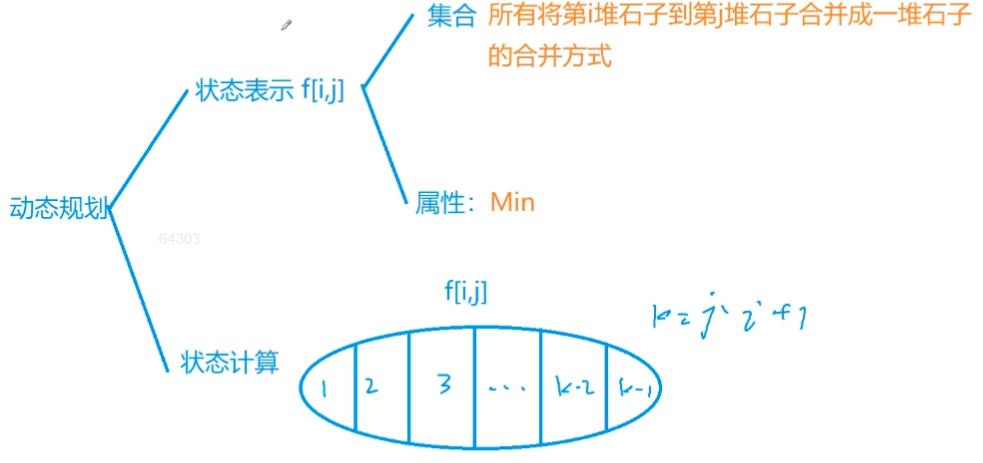 集合 所有将第i堆石子到第j堆石子合并成一堆石子
的合并方式
状态表示 f[i,j]
属性：Min
动态规划
64303
f[i,j]
k=j-i+1
状态计算
1 2 3 ... k-2 k-1